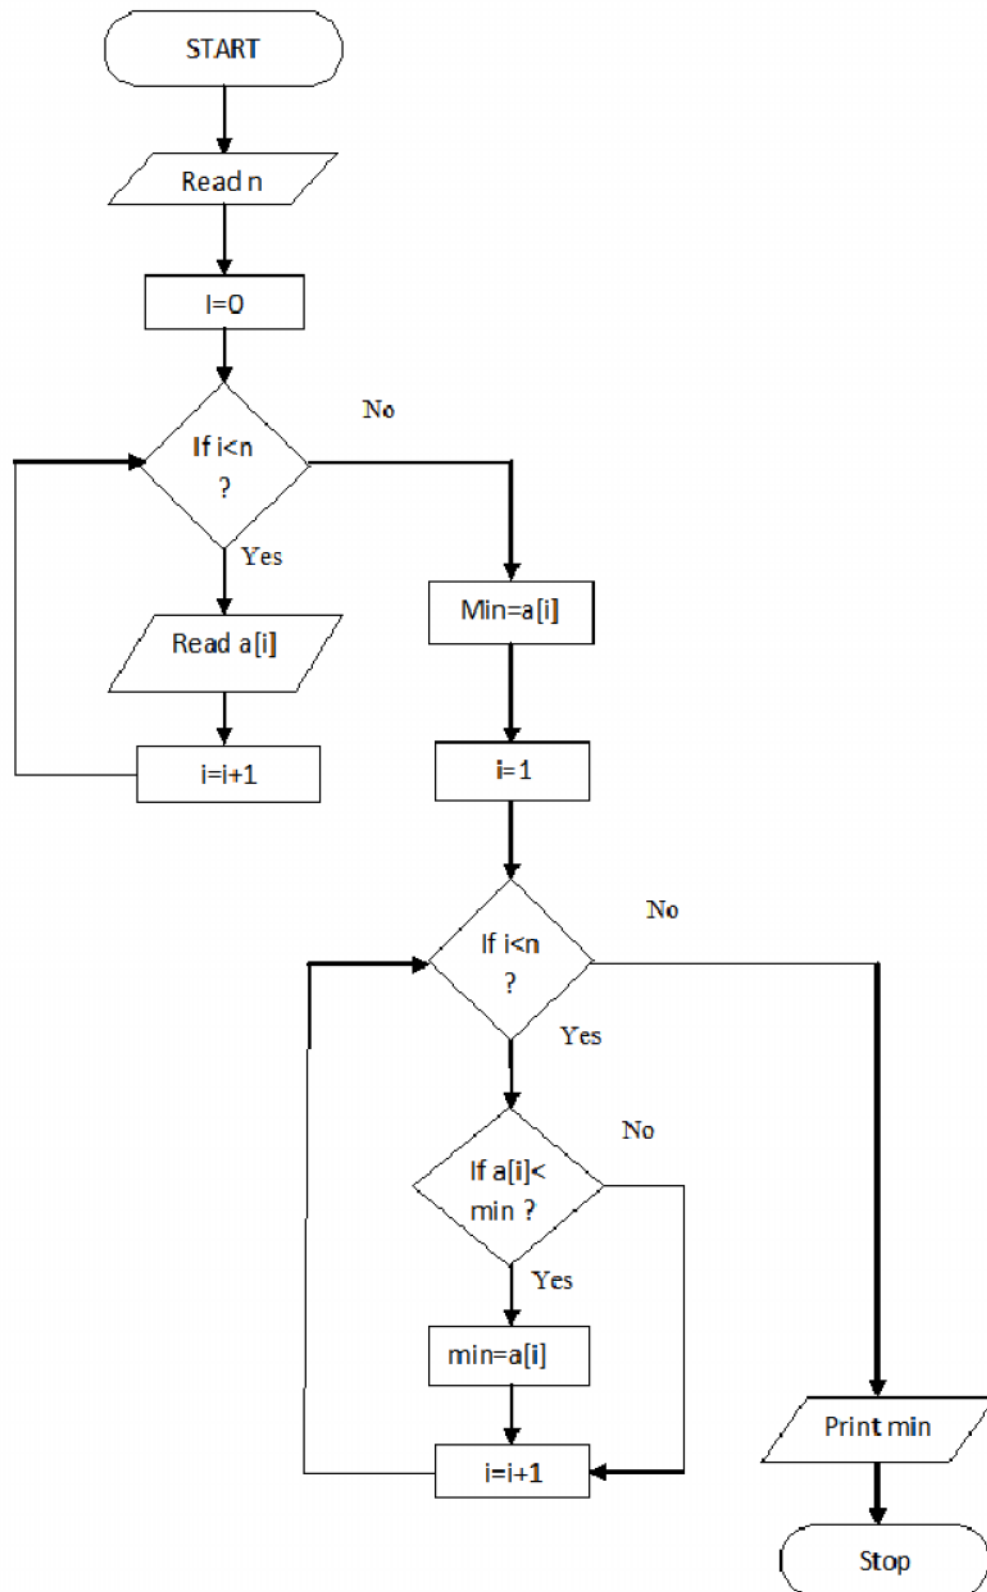 START
Read n
I=0
If i<n
?
No
Yes
Read a[i]
i=i+1
Min=a[i]
i=1
If i<n
?
No
Yes
If a[i]<
min ?
No
Yes
min=a[i]
i=i+1
Print min
Stop